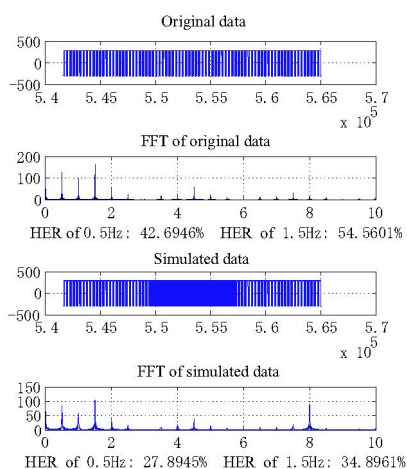 Original data
500
0
-500
5.4 5.45 5.5 5.55 5.6 5.65 5.7
x 10^5
FFT of original data
200
100
0
0 2 4 6 8 10
HER of 0.5Hz: 42.6946% HER of 1.5Hz: 54.5601%
Simulated data
500
0
-500
5.4 5.45 5.5 5.55 5.6 5.65 5.7
x 10^5
FFT of simulated data
150
100
50
0
0 2 4 6 8 10
HER of 0.5Hz: 27.8945% HER of 1.5Hz: 34.8961%